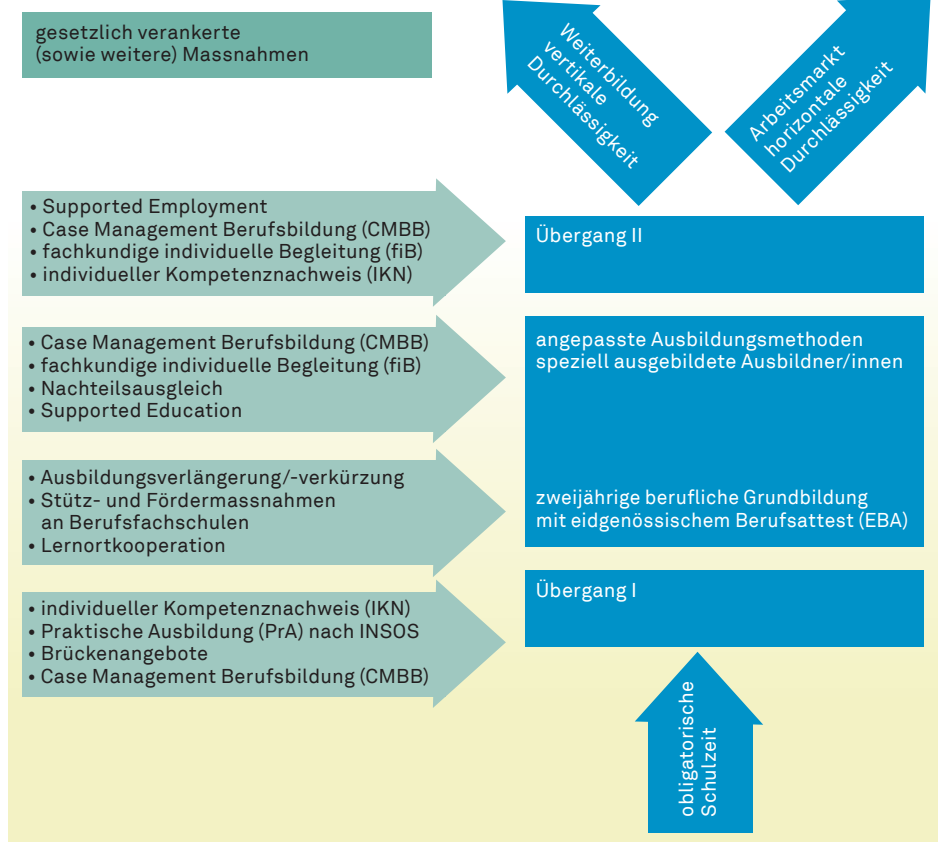 gesetzlich verankerte
(sowie weitere) Massnahmen
Weiterbildung
vertikale
Durchlässigkeit
Arbeitsmarkt
horizontale
Durchlässigkeit
• Supported Employment
• Case Management Berufsbildung (CMBB)
• fachkundige individuelle Begleitung (fiB)
• individueller Kompetenznachweis (IKN)
Übergang II
• Case Management Berufsbildung (CMBB)
• fachkundige individuelle Begleitung (fiB)
• Nachteilsausgleich
• Supported Education
angepasste Ausbildungsmethoden
speziell ausgebildete Ausbildner/innen
• Ausbildungsverlängerung/-verkürzung
• Stütz- und Fördermassnahmen
an Berufsfachschulen
• Lernortkooperation
zweijährige berufliche Grundbildung
mit eidgenössischem Berufsattest (EBA)
• individueller Kompetenznachweis (IKN)
• Praktische Ausbildung (PrA) nach INSOS
• Brückenangebote
• Case Management Berufsbildung (CMBB)
Übergang I
obligatorische
Schulzeit